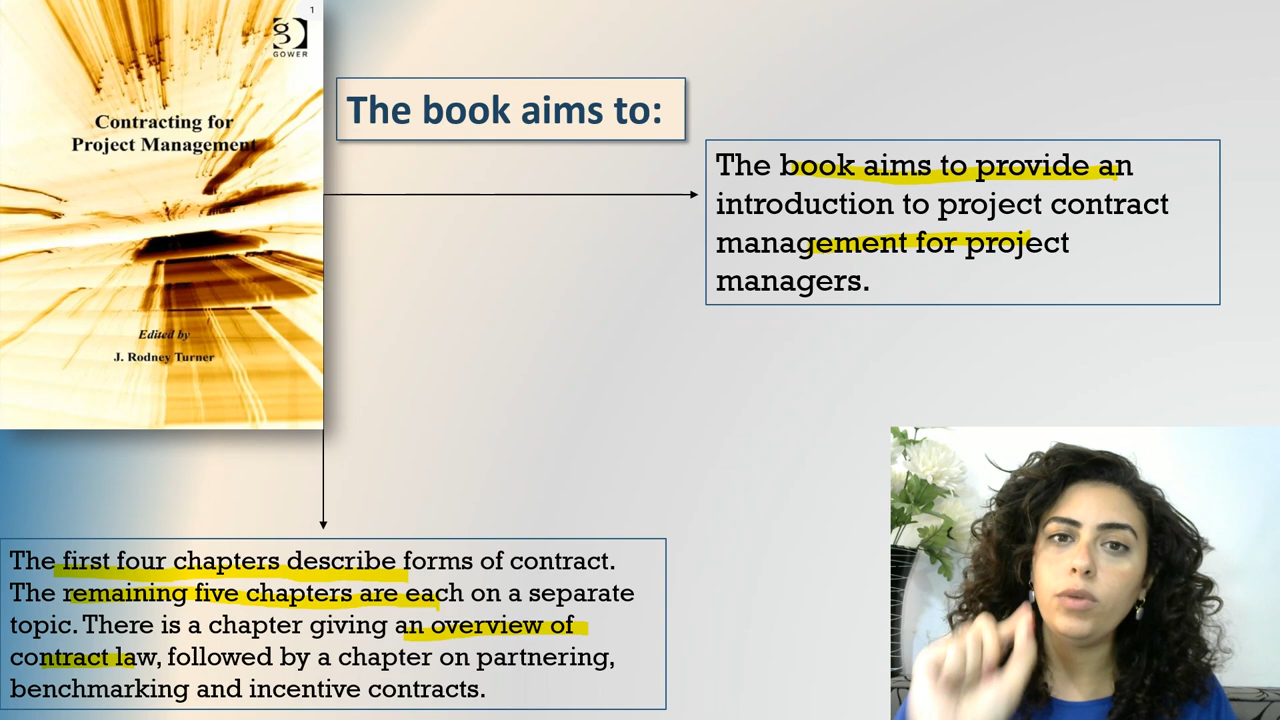 1
g
GOWER
Contracting for
Project Management
Edited by
J. Rodney Turner
The book aims to:
The book aims to provide an
introduction to project contract
management for project
managers.
The first four chapters describe forms of contract.
The remaining five chapters are each on a separate
topic. There is a chapter giving an overview of
contract law, followed by a chapter on partnering,
benchmarking and incentive contracts.